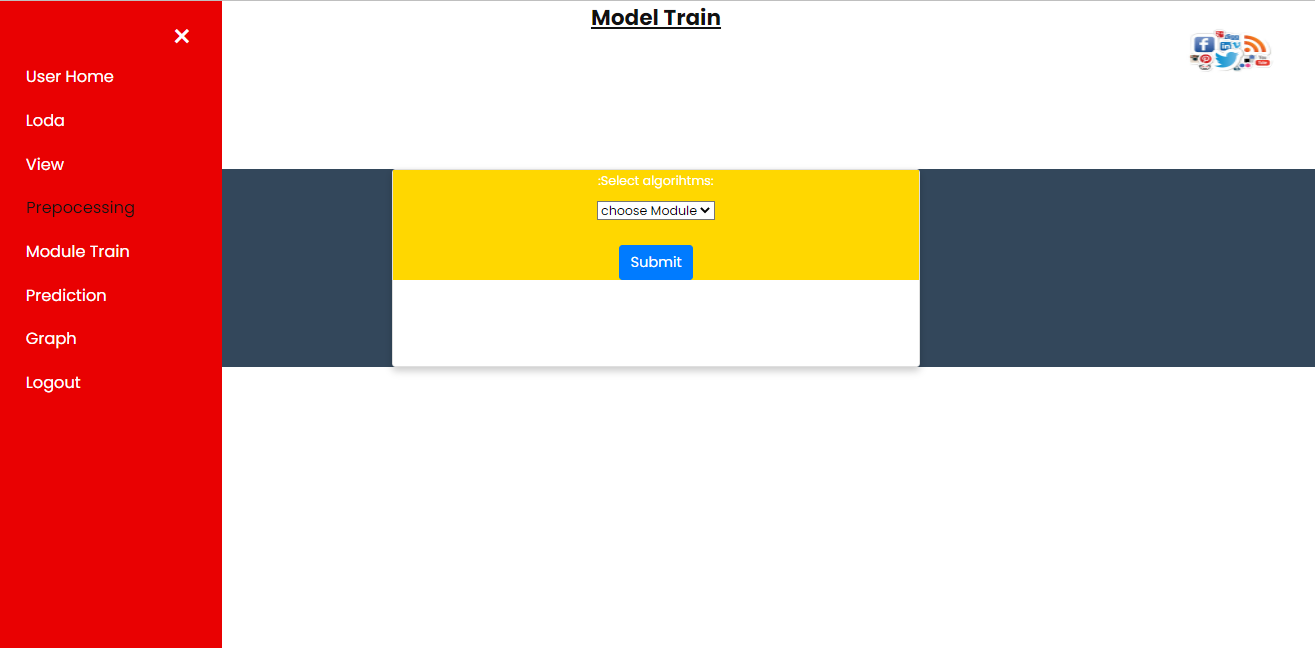 Model Train
×
User Home
Loda
View
Prepocessing
Module Train
Prediction
Graph
Logout
:Select algorihtms:
choose Module
Submit